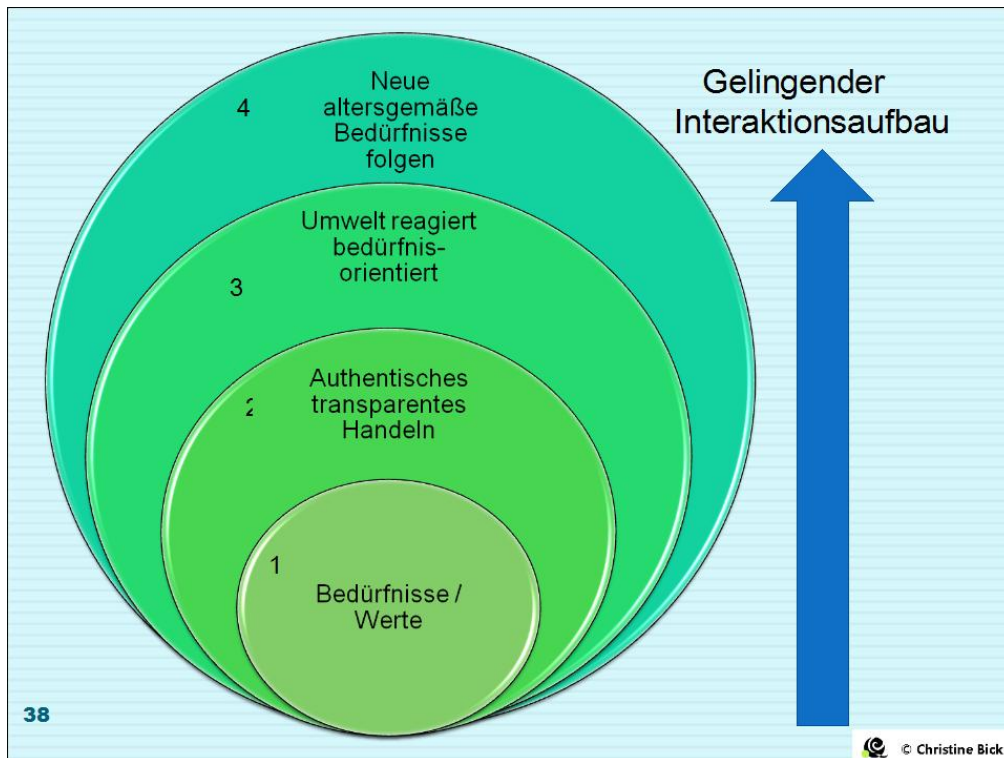 Gelingender
Interaktionsaufbau
4
Neue
altersgemäße
Bedürfnisse
folgen
3
Umwelt reagiert
bedürfnis-
orientiert
2
Authentisches
transparentes
Handeln
1
Bedürfnisse /
Werte
38
© Christine Bick